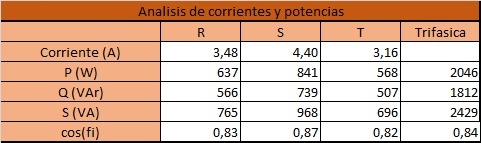 Analisis de corrientes y potencias
R S T Trifasica
Corriente (A) 3,48 4,40 3,16
P (W) 637 841 568 2046
Q (VAr) 566 739 507 1812
S (VA) 765 968 696 2429
cos(fi) 0,83 0,87 0,82 0,84